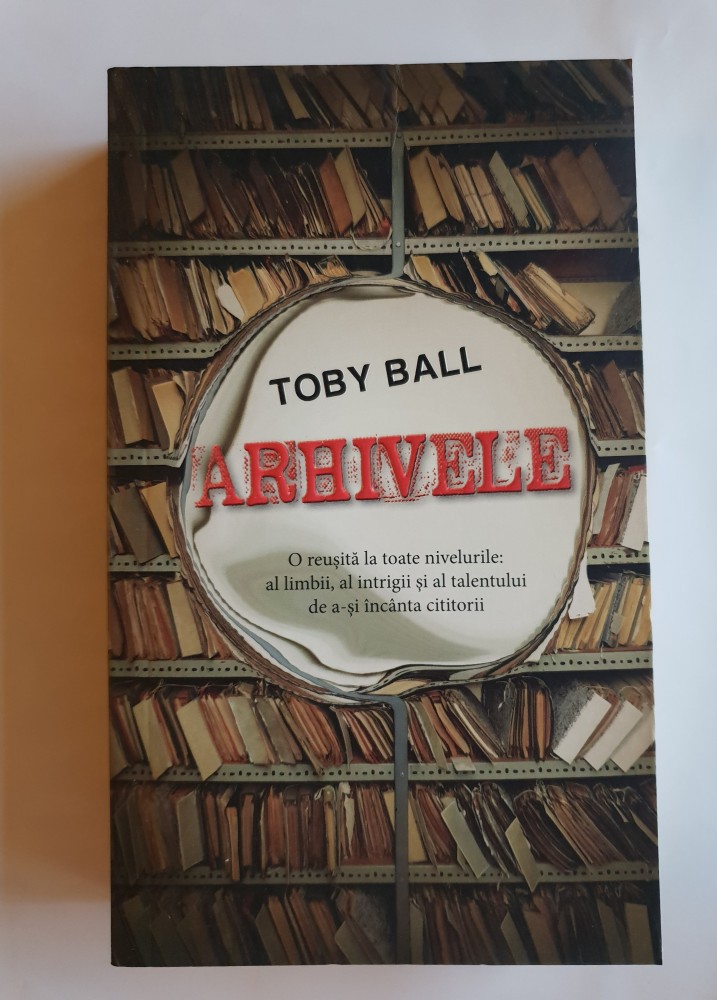 TOBY BALL
ARHIVELE
O reușită la toate nivelurile:
al limbii, al intrigii și al talentului
de a-și încânta cititorii